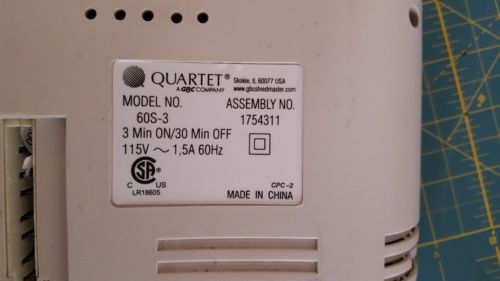 QUARTET®
A GBC COMPANY
Skokie, IL 60077 USA
www.gbcshredmaster.com
MODEL NO.
60S-3
ASSEMBLY NO.
1754311
3 Min ON/30 Min OFF
115V ~ 1,5A 60Hz
C US
LR18605
CPC-2
MADE IN CHINA